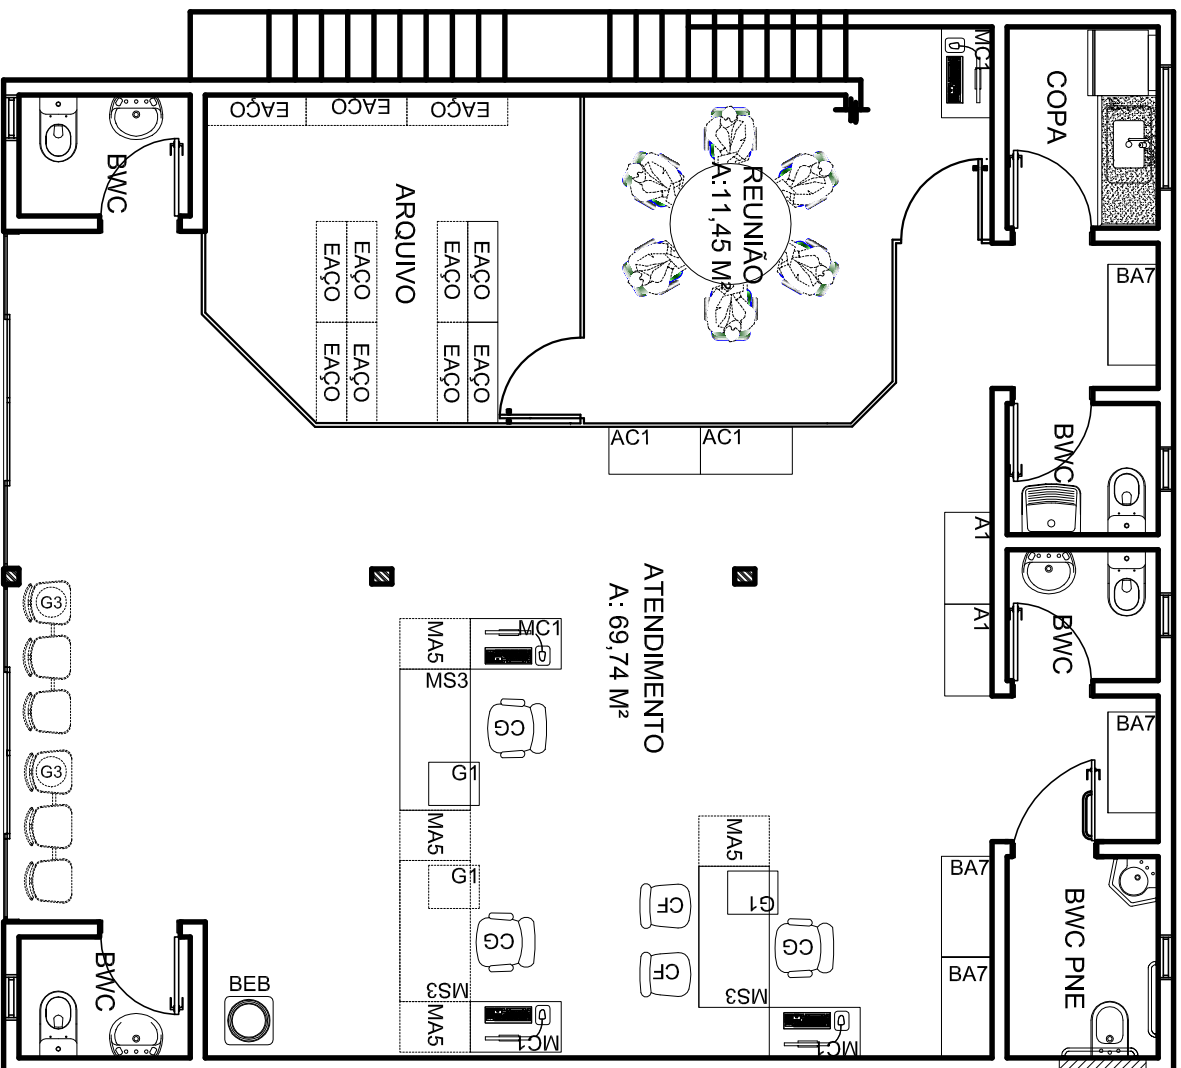 EAÇO
EAÇO
EAÇO
MC1
COPA
BWC
ARQUIVO
REUNIÃO
A:11,45 M²
EAÇO
EAÇO
EAÇO
EAÇO
EAÇO
EAÇO
EAÇO
EAÇO
BA7
AC1
AC1
BWC
A1
A1
BWC
ATENDIMENTO
A: 69,74 M²
G3
MA5
MC1
MS3
CG
G1
G3
BA7
MA5
G1
MA5
BA7
CF
G1
CG
CG
CF
BWC PNE
BWC
BEB
MS3
MS3
BA7
MA5
MC1
MC1